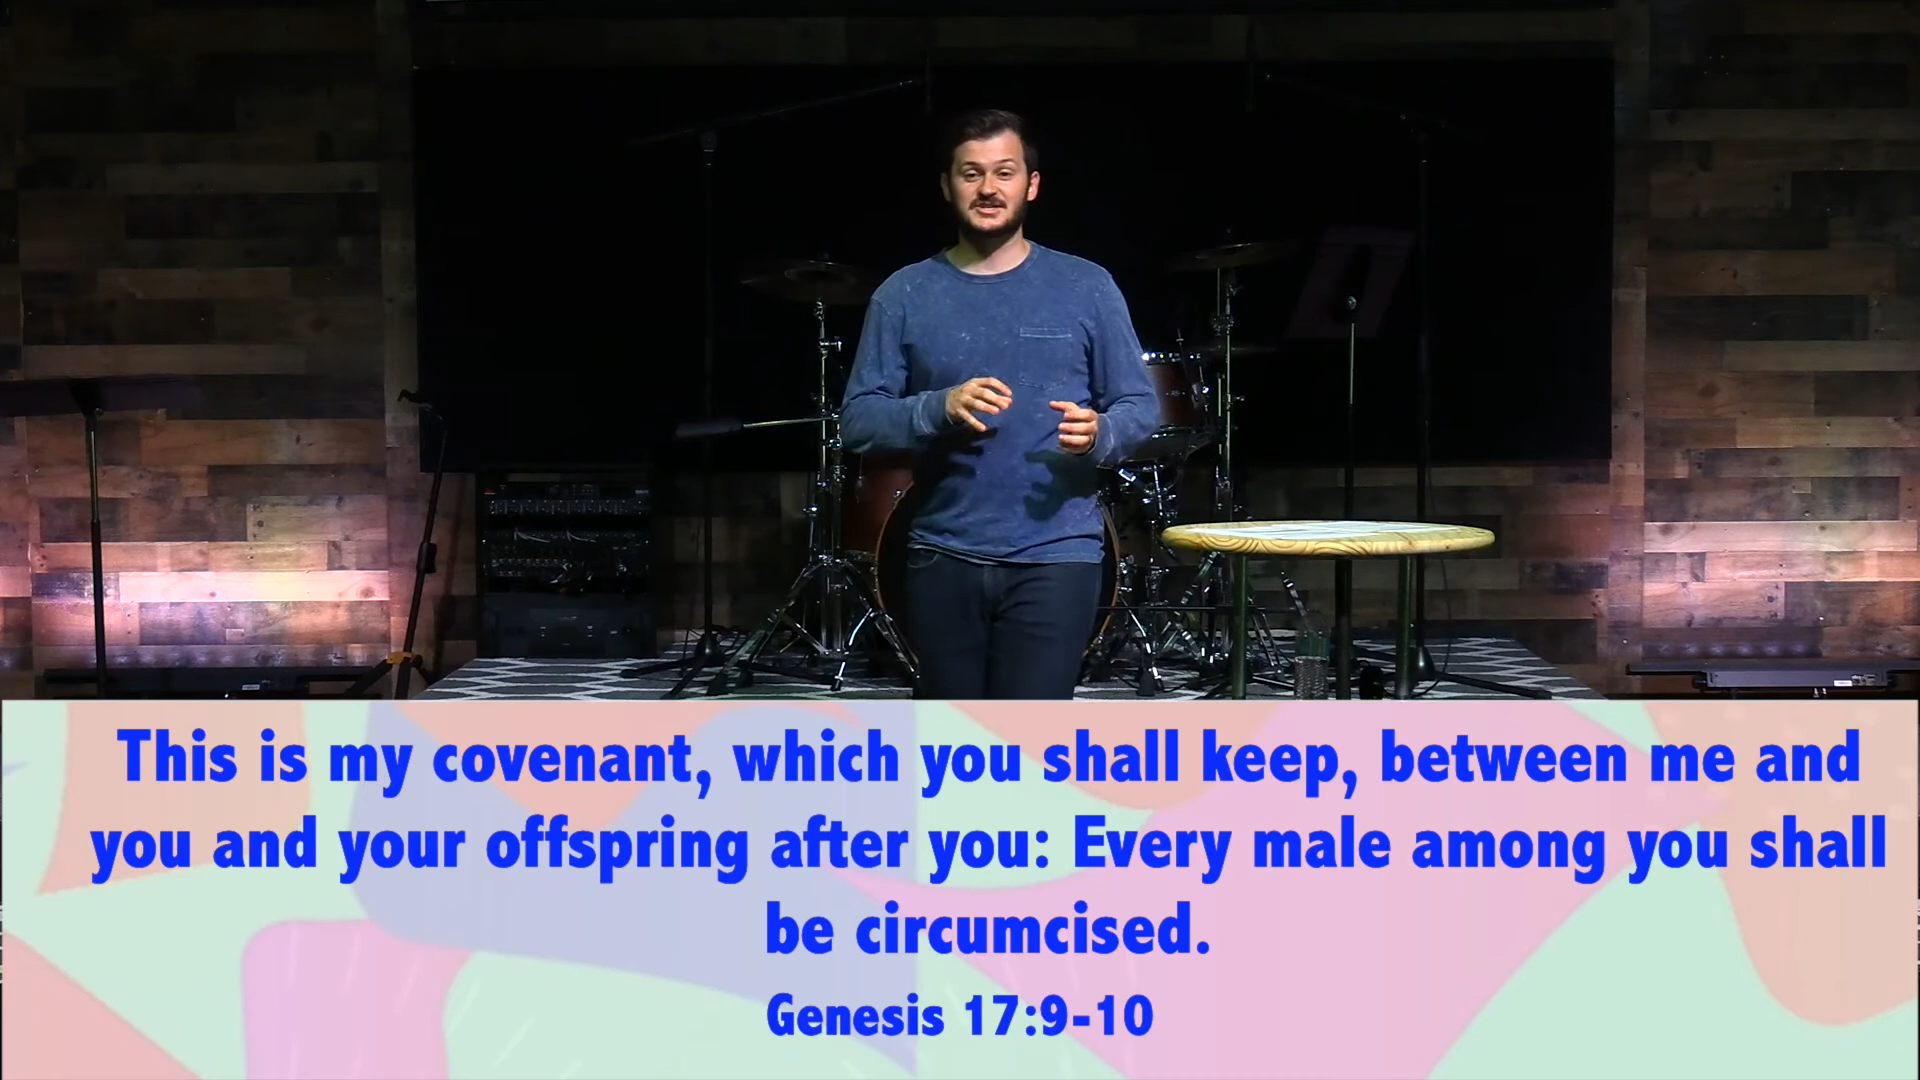 This is my covenant, which you shall keep, between me and
you and your offspring after you: Every male among you shall
be circumcised.
Genesis 17:9-10